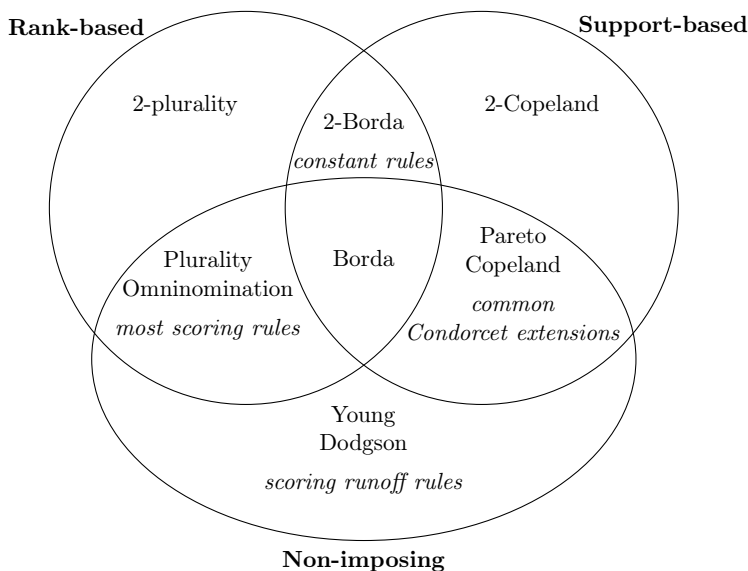 Rank-based
Support-based
2-plurality
2-Borda
constant rules
2-Copeland
Plurality
Omninomination
most scoring rules
Borda
Pareto
Copeland
common
Condorcet extensions
Young
Dodgson
scoring runoff rules
Non-imposing